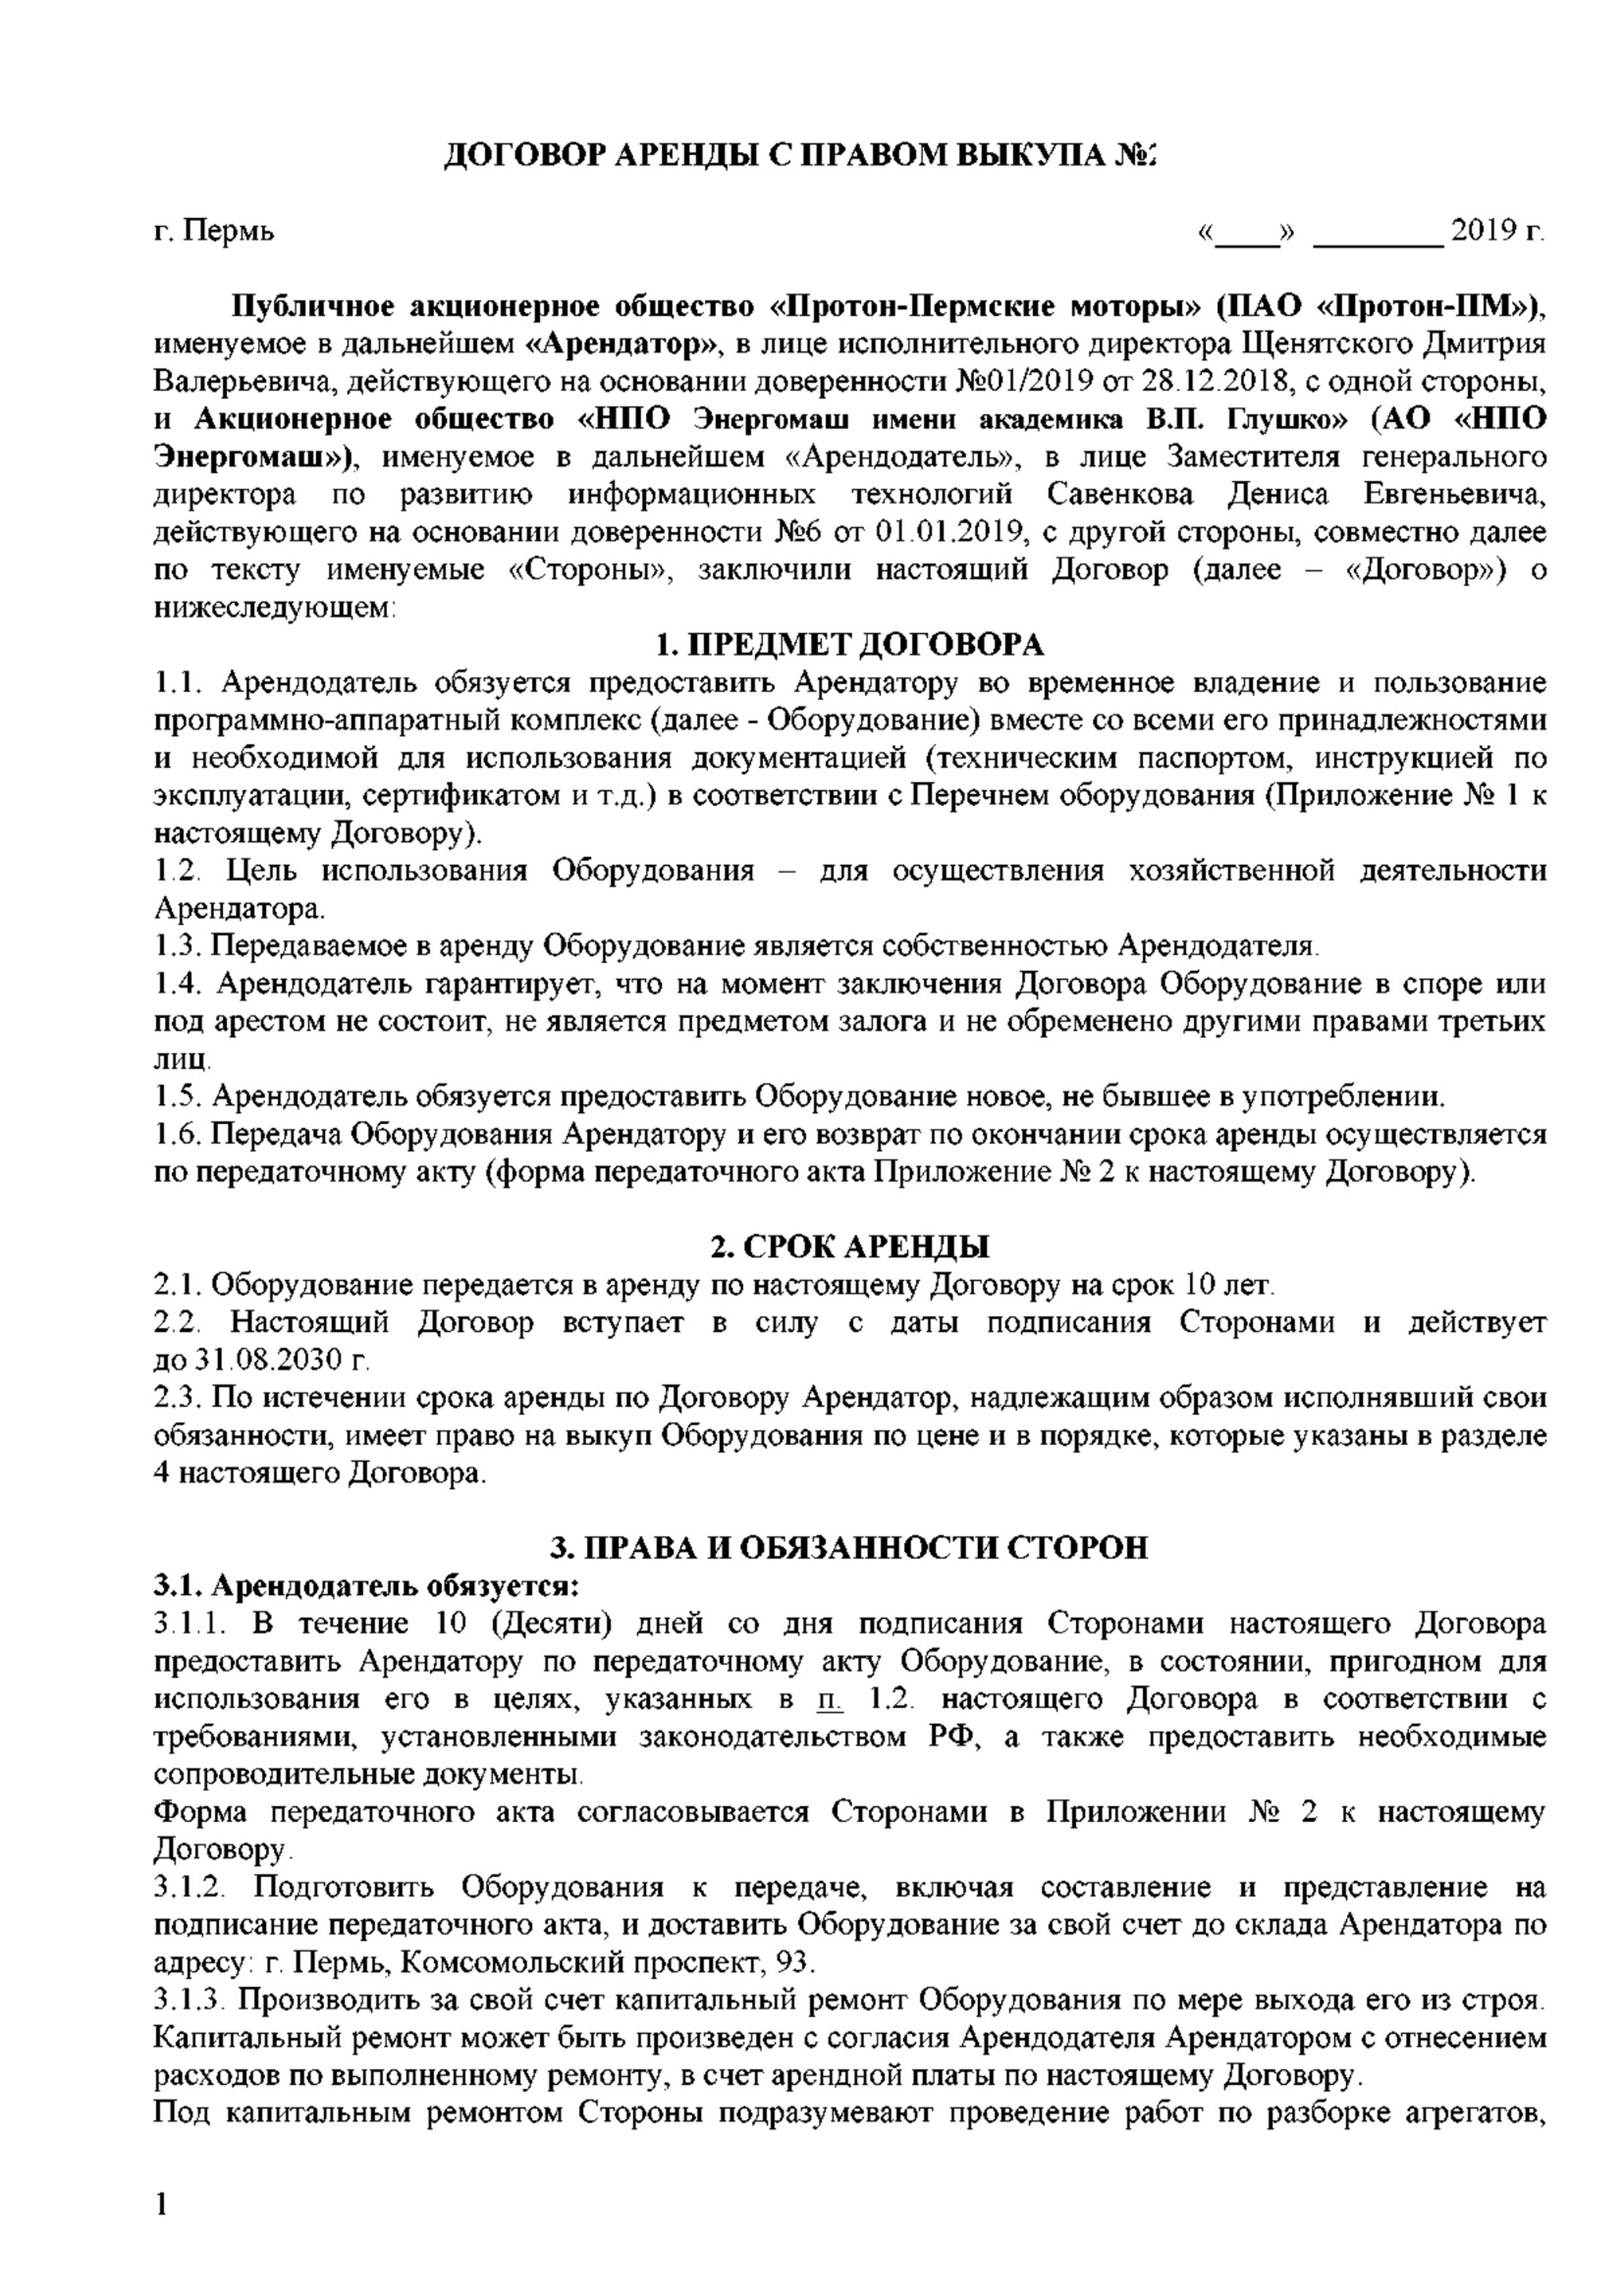 ДОГОВОР АРЕНДЫ С ПРАВОМ ВЫКУПА №
г. Пермь «____» ________ 2019 г.
Публичное акционерное общество «Протон-Пермские моторы» (ПАО «Протон-ПМ»),
именуемое в дальнейшем «Арендатор», в лице исполнительного директора Щенятского Дмитрия
Валерьевича, действующего на основании доверенности №01/2019 от 28.12.2018, с одной стороны,
и Акционерное общество «НПО Энергомаш имени академика В.П. Глушко» (АО «НПО
Энергомаш»), именуемое в дальнейшем «Арендодатель», в лице Заместителя генерального
директора по развитию информационных технологий Савенкова Дениса Евгеньевича,
действующего на основании доверенности №6 от 01.01.2019, с другой стороны, совместно далее
по тексту именуемые «Стороны», заключили настоящий Договор (далее – «Договор») о
нижеследующем:
1. ПРЕДМЕТ ДОГОВОРА
1.1. Арендодатель обязуется предоставить Арендатору во временное владение и пользование
программно-аппаратный комплекс (далее - Оборудование) вместе со всеми его принадлежностями
и необходимой для использования документацией (техническим паспортом, инструкцией по
эксплуатации, сертификатом и т.д.) в соответствии с Перечнем оборудования (Приложение № 1 к
настоящему Договору).
1.2. Цель использования Оборудования – для осуществления хозяйственной деятельности
Арендатора.
1.3. Передаваемое в аренду Оборудование является собственностью Арендодателя.
1.4. Арендодатель гарантирует, что на момент заключения Договора Оборудование в споре или
под арестом не состоит, не является предметом залога и не обременено другими правами третьих
лиц.
1.5. Арендодатель обязуется предоставить Оборудование новое, не бывшее в употреблении.
1.6. Передача Оборудования Арендатору и его возврат по окончании срока аренды осуществляется
по передаточному акту (форма передаточного акта Приложение № 2 к настоящему Договору).
2. СРОК АРЕНДЫ
2.1. Оборудование передается в аренду по настоящему Договору на срок 10 лет.
2.2. Настоящий Договор вступает в силу с даты подписания Сторонами и действует
до 31.08.2030 г.
2.3. По истечении срока аренды по Договору Арендатор, надлежащим образом исполнявший свои
обязанности, имеет право на выкуп Оборудования по цене и в порядке, которые указаны в разделе
4 настоящего Договора.
3. ПРАВА И ОБЯЗАННОСТИ СТОРОН
3.1. Арендодатель обязуется:
3.1.1. В течение 10 (Десяти) дней со дня подписания Сторонами настоящего Договора
предоставить Арендатору по передаточному акту Оборудование, в состоянии, пригодном для
использования его в целях, указанных в п. 1.2. настоящего Договора в соответствии с
требованиями, установленными законодательством РФ, а также предоставить необходимые
сопроводительные документы.
Форма передаточного акта согласовывается Сторонами в Приложении № 2 к настоящему
Договору.
3.1.2. Подготовить Оборудования к передаче, включая составление и представление на
подписание передаточного акта, и доставить Оборудование за свой счет до склада Арендатора по
адресу: г. Пермь, Комсомольский проспект, 93.
3.1.3. Производить за свой счет капитальный ремонт Оборудования по мере выхода его из строя.
Капитальный ремонт может быть произведен с согласия Арендодателя Арендатором с отнесением
расходов по выполненному ремонту, в счет арендной платы по настоящему Договору.
Под капитальным ремонтом Стороны подразумевают проведение работ по разборке агрегатов,
1